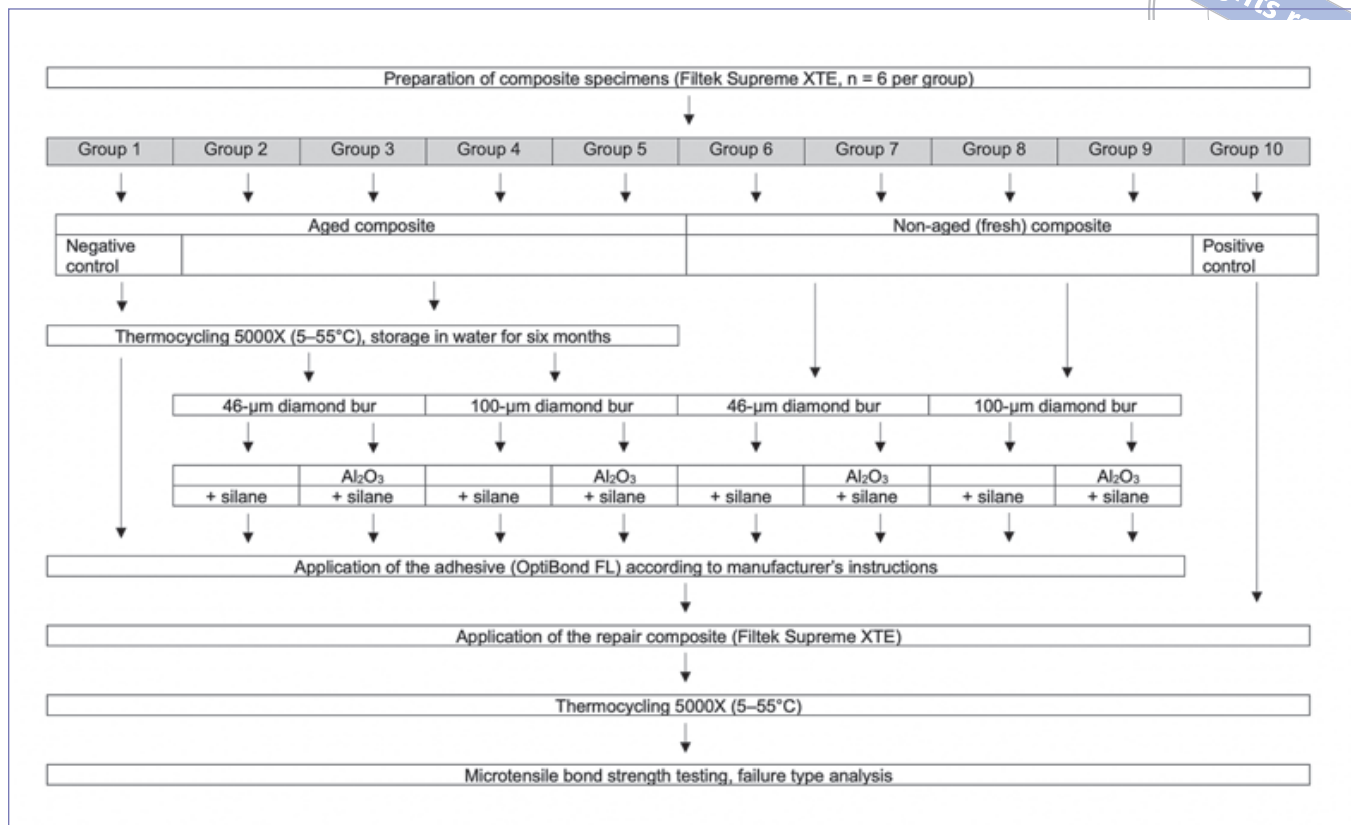 Preparation of composite specimens (Filtek Supreme XTE, n = 6 per group)
Group 1 Group 2 Group 3 Group 4 Group 5 Group 6 Group 7 Group 8 Group 9 Group 10
Aged composite Non-aged (fresh) composite
Negative control Positive control
Thermocycling 5000X (5–55°C), storage in water for six months
46-µm diamond bur 100-µm diamond bur 46-µm diamond bur 100-µm diamond bur
Al₂O₃ Al₂O₃ Al₂O₃ Al₂O₃
+ silane + silane + silane + silane + silane + silane + silane + silane
Application of the adhesive (OptiBond FL) according to manufacturer's instructions
Application of the repair composite (Filtek Supreme XTE)
Thermocycling 5000X (5–55°C)
Microtensile bond strength testing, failure type analysis